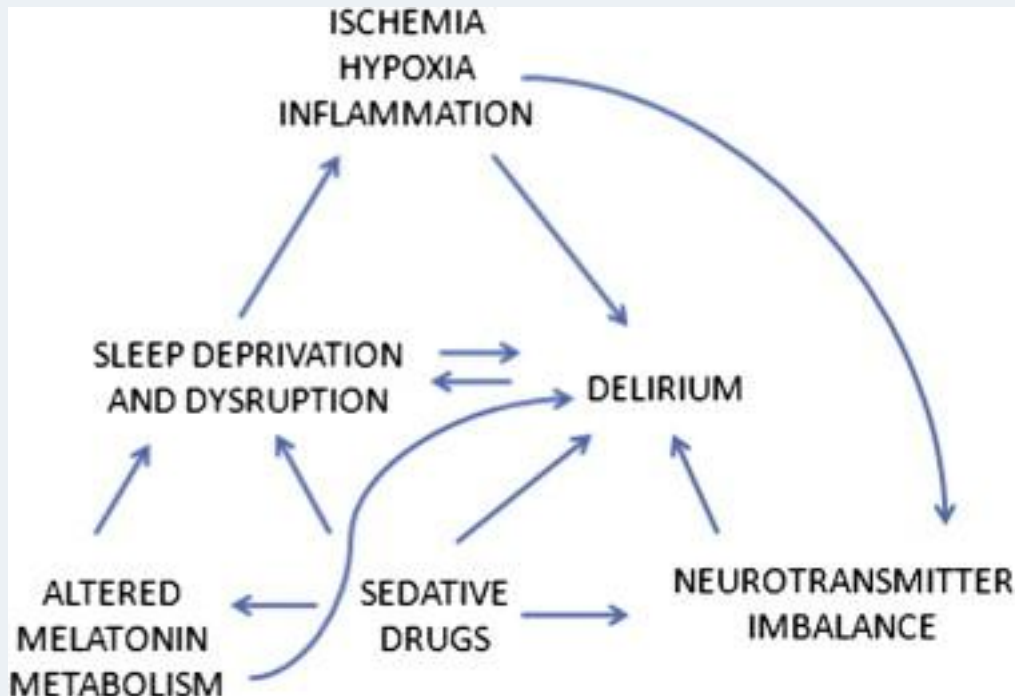 ISCHEMIA
HYPOXIA
INFLAMMATION
SLEEP DEPRIVATION
AND DYSRUPTION
DELIRIUM
ALTERED
MELATONIN
METABOLISM
SEDATIVE
DRUGS
NEUROTRANSMITTER
IMBALANCE